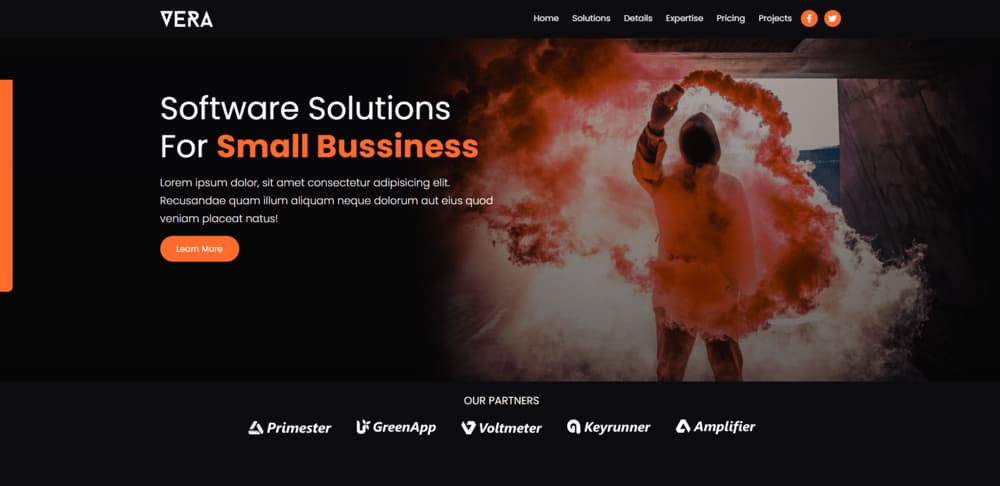 VERA
Home Solutions Details Expertise Pricing Projects
Software Solutions
For Small Bussiness
Lorem ipsum dolor, sit amet consectetur adipisicing elit.
Recusandae quam illum aliquam neque dolorum aut eius quod
veniam placeat natus!
Learn More
OUR PARTNERS
Primester GreenApp Voltmeter Keyrunner Amplifier